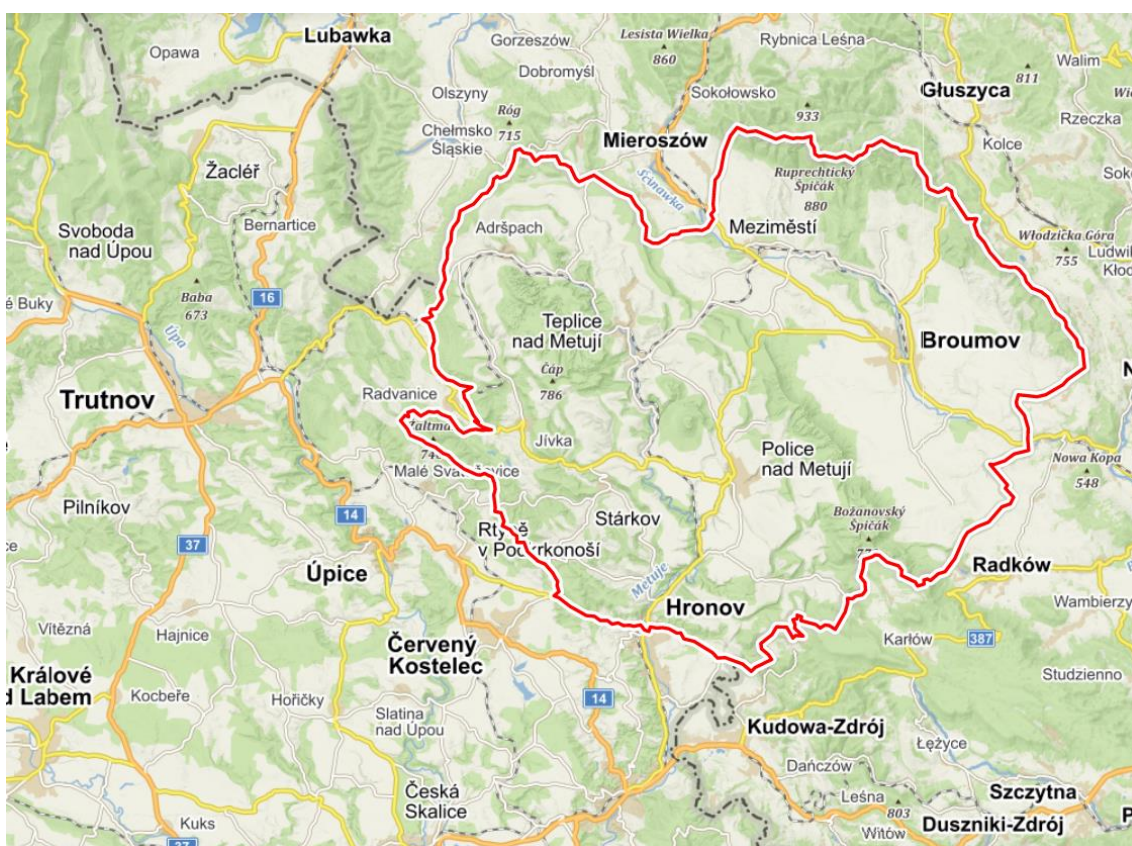 Lubawka
Opawa
Gorzeszów
Lesista Wielka
860
Rybnica Leśna
Dobromyśl
811
Walim
Głuszyca
Olszyny
Sokołowsko
933
Rzeczka
Róg
715
Chełmsko
Śląskie
Mieroszów
Kolce
Žacléř
Ścinawka
Ruprechtický
Špičák
880
Bernartice
Adršpach
Meziměstí
Svoboda
nad Úpou
Włodzicka Góra
755
Baba
673
16
Úpa
Teplice
nad Metují
Broumov
Čáp
786
Trutnov
Radvanice
Jívka
Police
nad Metují
Nowa Kopa
548
Pilníkov
14
Stárkov
Božanovský
Špičák
37
v Podkrkonoší
Úpice
Metuje
Radków
Hronov
Wambierzy
Vítězná
Hajnice
Červený
Kostelec
Karłów
387
Králové
d Labem
Kocbeře
Hořičky
14
Studzienno
Slatina
nad Úpou
Kudowa-Zdrój
Łężyce
Dańczów
Česká
Skalice
Leśna
803
Szczytna
Kuks
Witów
Duszniki-Zdrój
37